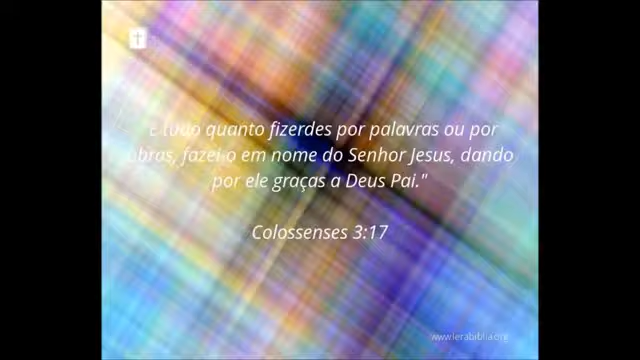 "E tudo quanto fizerdes por palavras ou por
obras, fazei-o em nome do Senhor Jesus, dando
por ele graças a Deus Pai."
Colossenses 3:17
www.lerabiblia.org